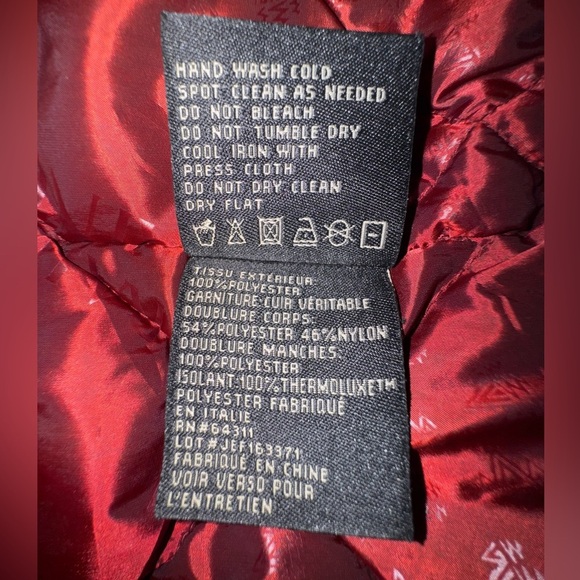 HAND WASH COLD
SPOT CLEAN AS NEEDED
DO NOT BLEACH
DO NOT TUMBLE DRY
COOL IRON WITH
PRESS CLOTH
DO NOT DRY CLEAN
DRY FLAT
TISSU EXTÉRIEUR:
100%POLYESTER
GARNITURE:CUIR VÉRITABLE
DOUBLURE CORPS:
54%POLYESTER 46%NYLON
DOUBLURE MANCHES:
100%POLYESTER
ISOLANT:100%THERMOLUXE™
POLYESTER FABRIQUÉ
EN ITALIE
RN#64311
LOT#JEF163971
FABRIQUÉ EN CHINE
VOIR VERSO POUR
L'ENTRETIEN